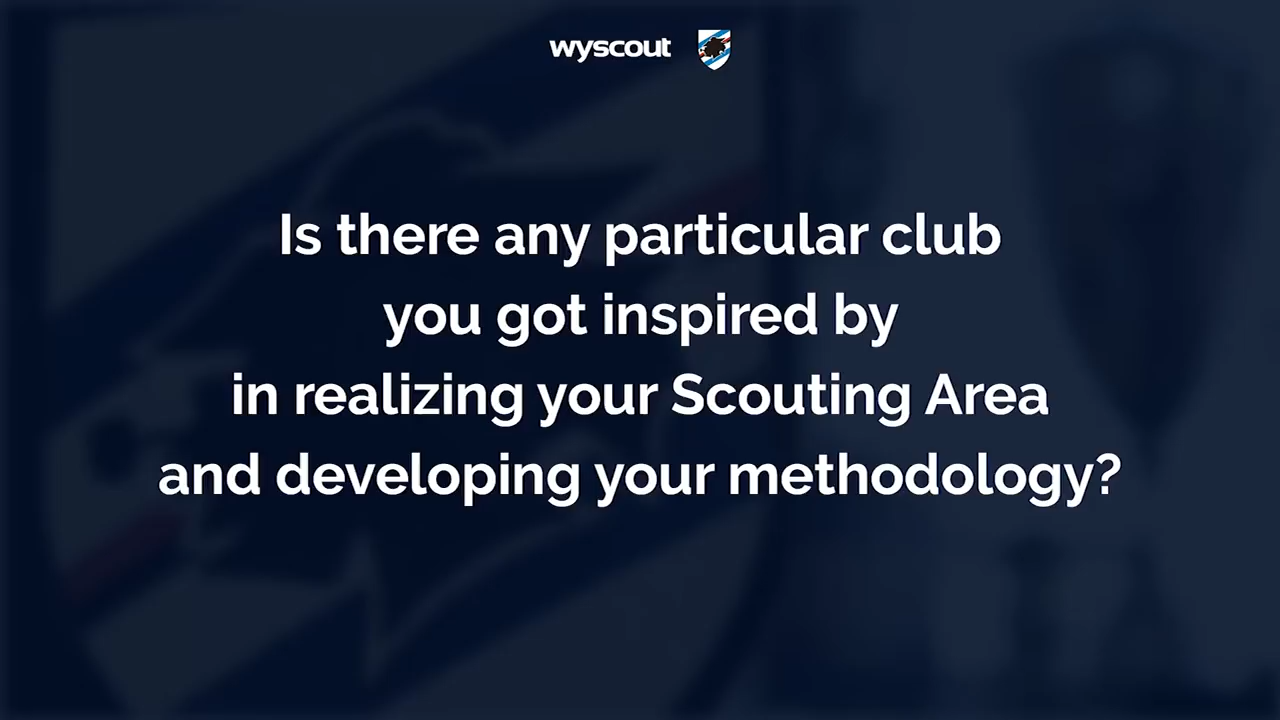 wyscout
Is there any particular club
you got inspired by
in realizing your Scouting Area
and developing your methodology?